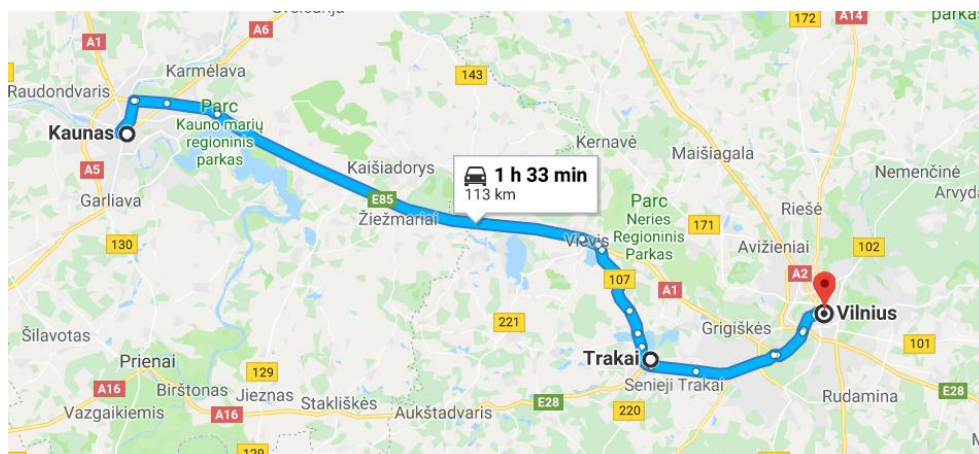 172
A14
parkas
A1
A6
Karmėlava
143
Raudondvaris
Parc
Kauno marių
regioninis
parkas
Kaunas
Kernavė
Maišiagala
A5
Kaišiadorys
1 h 33 min
113 km
Nemenčinė
Garliava
E85
Arvyda
Žiežmariai
Parc
Neries
Regioninis
Parkas
171
Riešė
130
Vievis
Avižieniai
102
A2
107
A1
Vilnius
Šilavotas
221
Grigiškės
101
Trakai
Prienai
129
Senieji Trakai
A16
Birštonas
Jieznas
Rudamina
E28
Stakliškės
E28
220
Vazgaikiemis
A16
Aukštadvaris
129